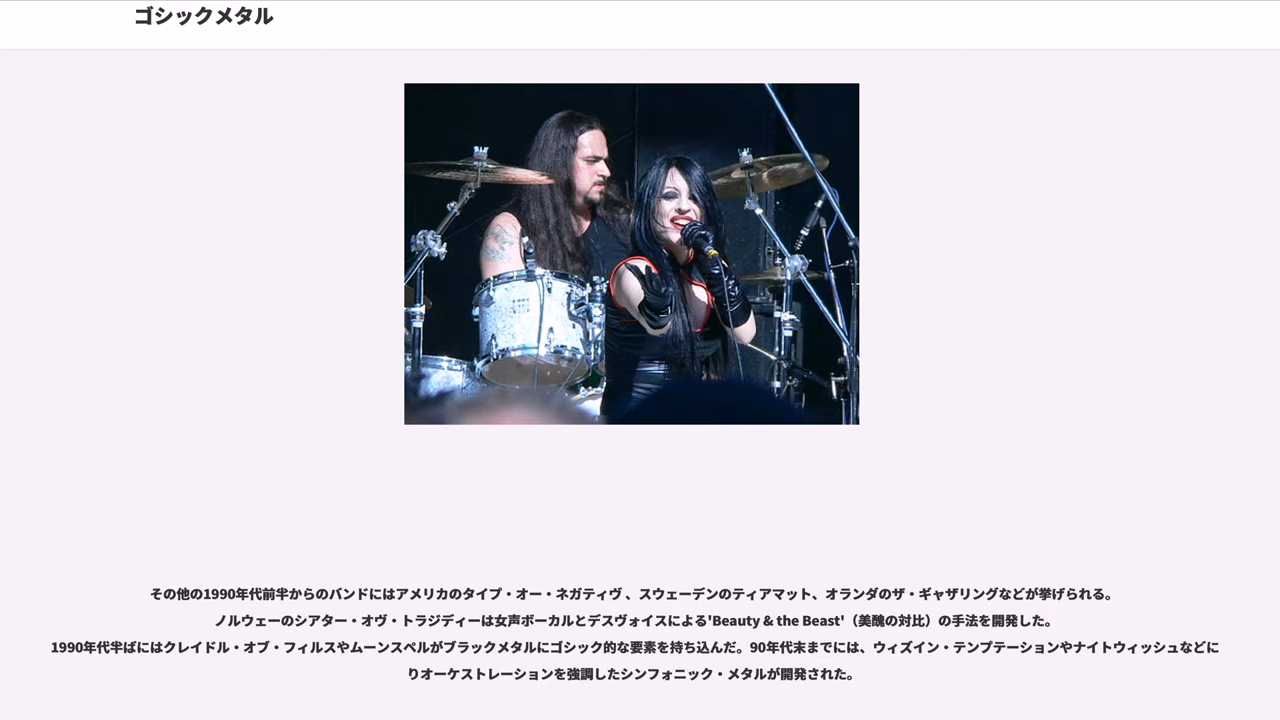 ゴシックメタル
その他の1990年代前半からのバンドにはアメリカのタイプ・オー・ネガティヴ 、スウェーデンのティアマット、オランダのザ・ギャザリングなどが挙げられる。
ノルウェーのシアター・オヴ・トラジディーは女声ボーカルとデスヴォイスによる'Beauty & the Beast'（美醜の対比）の手法を開発した。
1990年代半ばにはクレイドル・オブ・フィルスやムーンスペルがブラックメタルにゴシック的な要素を持ち込んだ。90年代末までには、ウィズイン・テンプテーションやナイトウィッシュなどに
りオーケストレーションを強調したシンフォニック・メタルが開発された。